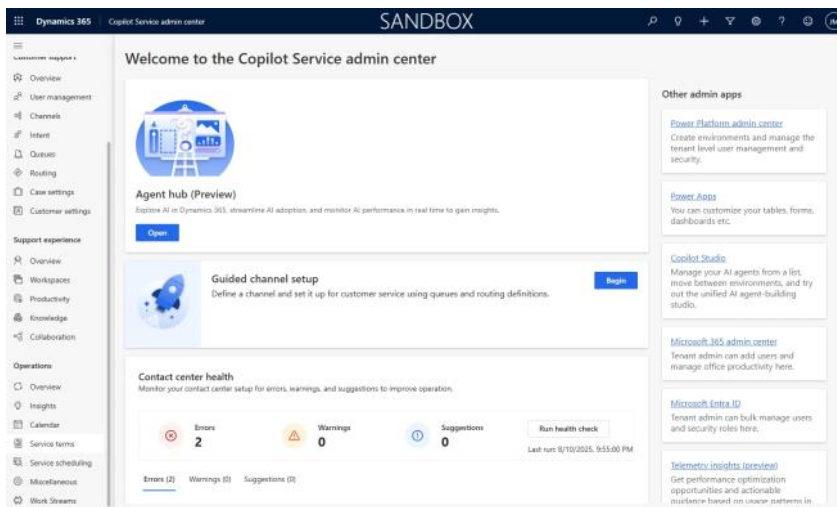 Dynamics 365
Copilot Service admin center
SANDBOX
Customer support
Overview
User management
Channels
Intent
Queues
Routing
Case settings
Customer settings
Support experience
Overview
Workspaces
Productivity
Knowledge
Collaboration
Operations
Overview
Insights
Calendar
Service terms
Service scheduling
Miscellaneous
Work Streams
Welcome to the Copilot Service admin center
Agent hub (Preview)
Explore AI in Dynamics 365, streamline AI adoption, and monitor AI performance in real time to gain insights.
Open
Guided channel setup
Define a channel and set it up for customer service using queues and routing definitions.
Begin
Contact center health
Monitor your contact center setup for errors, warnings, and suggestions to improve operation.
Errors
2
Warnings
0
Suggestions
0
Run health check
Last run: 8/10/2025, 9:55:00 PM
Errors (2)
Warnings (0)
Suggestions (0)
Other admin apps
Power Platform admin center
Create environments and manage the
tenant level user management and
security.
Power Apps
You can customize your tables, forms,
dashboards etc.
Copilot Studio
Manage your AI agents from a list,
move between environments, and try
out the unified AI agent-building
studio.
Microsoft 365 admin center
Tenant admin can add users and
manage office productivity here.
Microsoft Entra ID
Tenant admin can bulk manage users
and security roles here.
Telemetry insights (preview)
Get performance optimization
opportunities and actionable
guidance based on usage patterns in